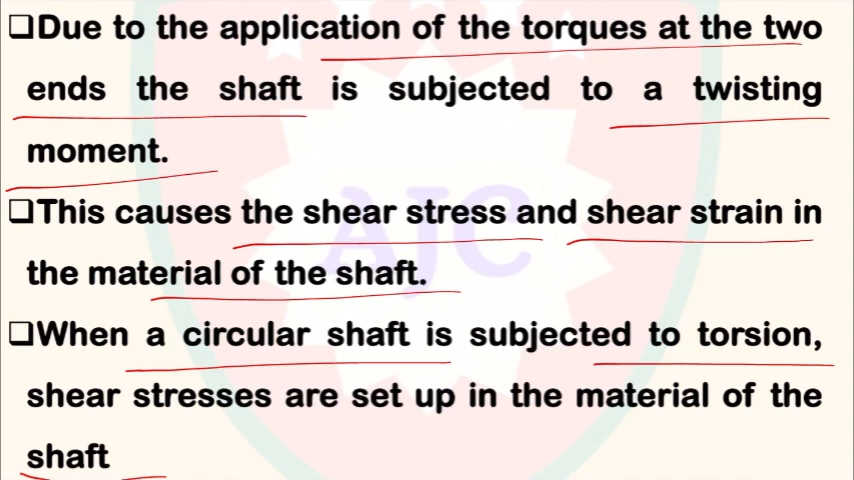 ❑Due to the application of the torques at the two
ends the shaft is subjected to a twisting
moment.
❑This causes the shear stress and shear strain in
the material of the shaft.
❑When a circular shaft is subjected to torsion,
shear stresses are set up in the material of the
shaft
AJC